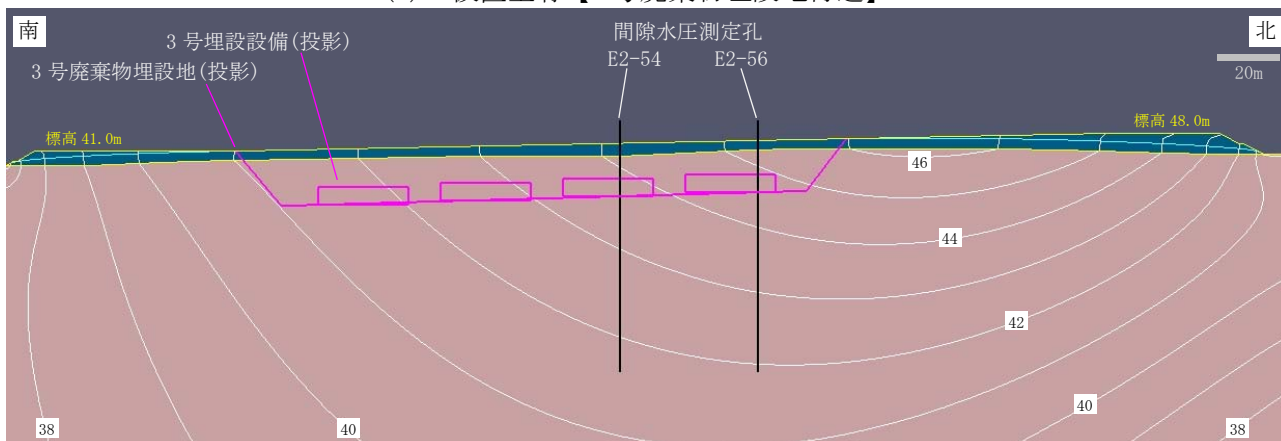 南
北
3号埋設設備(投影)
3号廃棄物埋設地(投影)
間隙水圧測定孔
E2-54
E2-56
20m
標高 41.0m
標高 48.0m
46
44
42
40
38
40
38